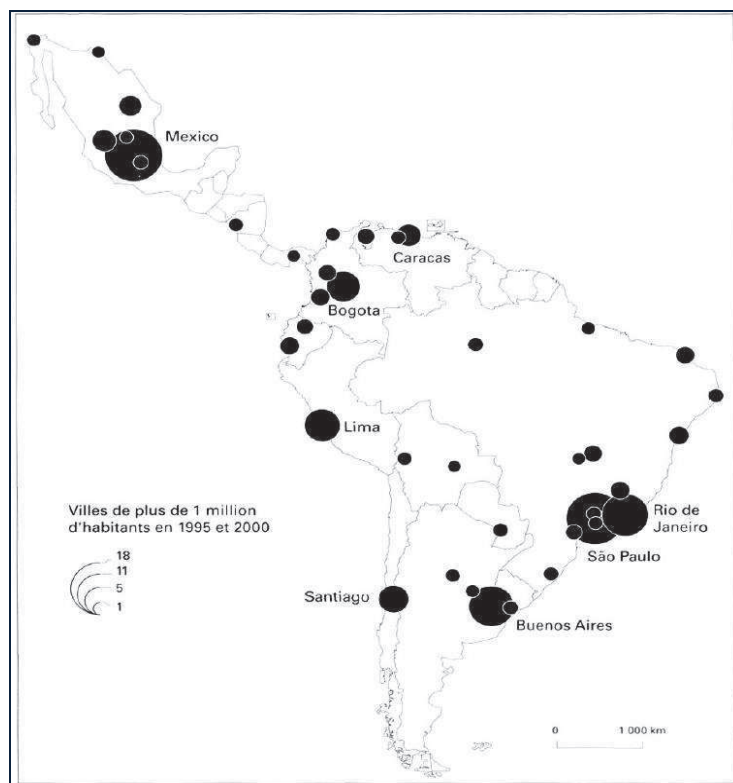 Mexico
Caracas
Bogota
Lima
Villes de plus de 1 million
d'habitants en 1995 et 2000
18
11
5
1
Rio de
Janeiro
São Paulo
Santiago
Buenos Aires
0 1 000 km